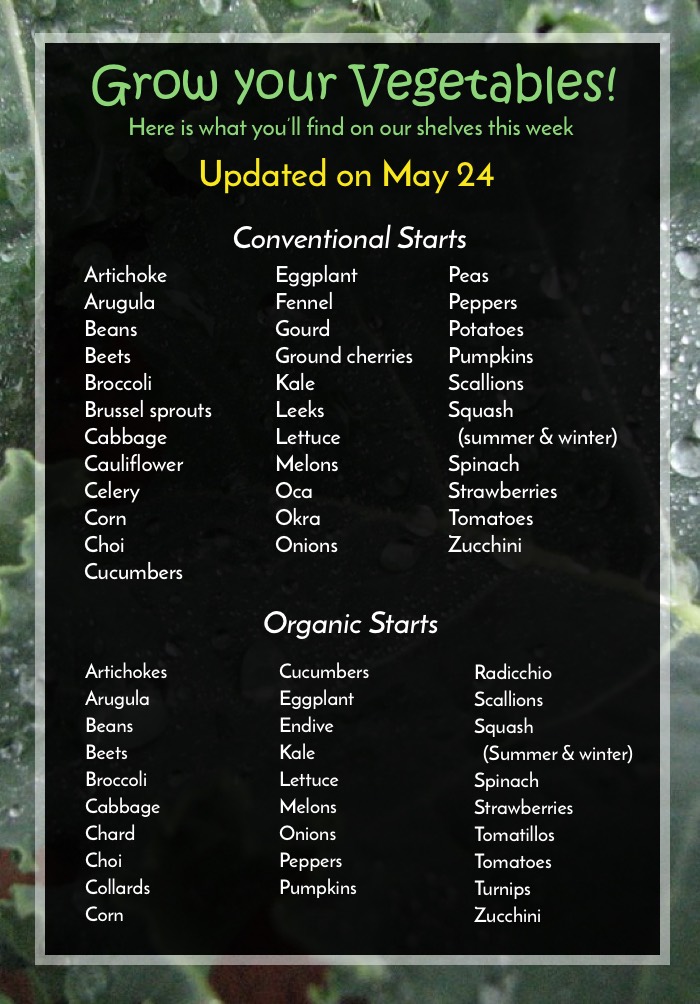 Grow your Vegetables!
Here is what you'll find on our shelves this week
Updated on May 24
Conventional Starts
Artichoke
Arugula
Beans
Beets
Broccoli
Brussel sprouts
Cabbage
Cauliflower
Celery
Corn
Choi
Cucumbers
Eggplant
Fennel
Gourd
Ground cherries
Kale
Leeks
Lettuce
Melons
Oca
Okra
Onions
Peas
Peppers
Potatoes
Pumpkins
Scallions
Squash
(summer & winter)
Spinach
Strawberries
Tomatoes
Zucchini
Organic Starts
Artichokes
Arugula
Beans
Beets
Broccoli
Cabbage
Chard
Choi
Collards
Corn
Cucumbers
Eggplant
Endive
Kale
Lettuce
Melons
Onions
Peppers
Pumpkins
Radicchio
Scallions
Squash
(Summer & winter)
Spinach
Strawberries
Tomatillos
Tomatoes
Turnips
Zucchini